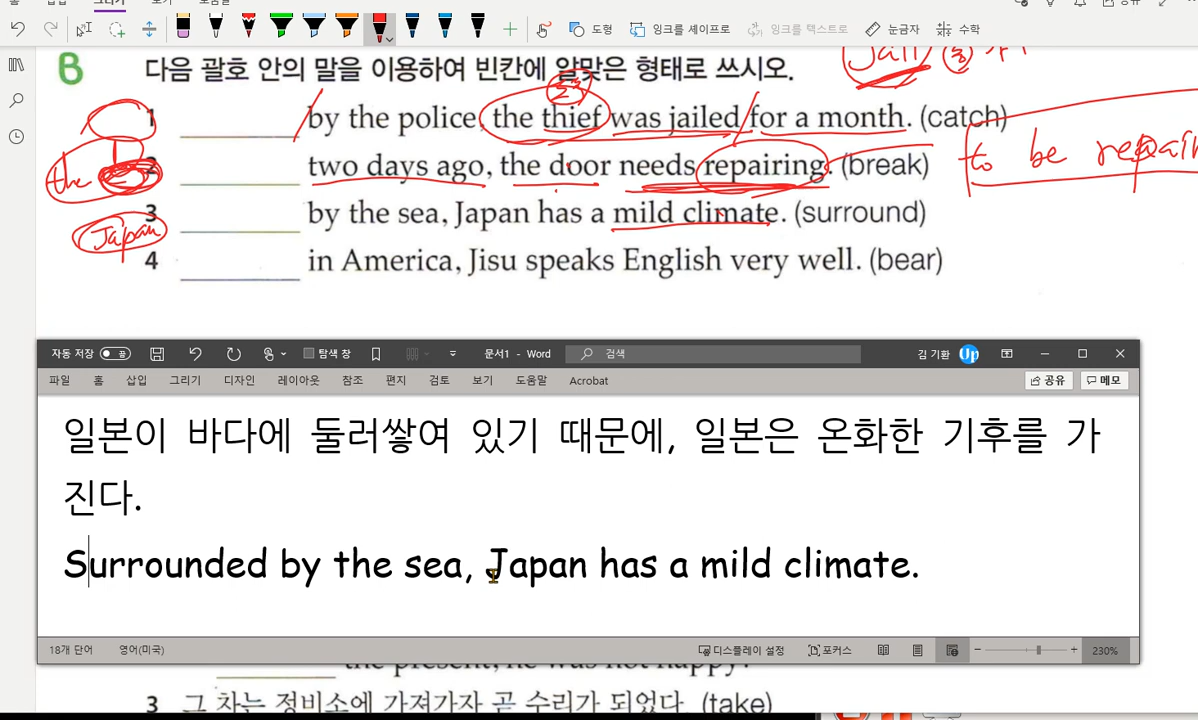 도형
잉크를 셰이프로
잉크를 텍스트로
눈금자
수학
B 다음 괄호 안의 말을 이용하여 빈칸에 알맞은 형태로 쓰시오.
1 by the police, the thief was jailed for a month. (catch)
to be repair
the
2 two days ago, the door needs repairing. (break)
3 by the sea, Japan has a mild climate. (surround)
Japan
4 in America, Jisu speaks English very well. (bear)
자동 저장 끔 탐색 창 문서1 - Word 검색 김 기환 Up
파일 홈 삽입 그리기 디자인 레이아웃 참조 편지 검토 보기 도움말 Acrobat 공유 메모
일본이 바다에 둘러쌓여 있기 때문에, 일본은 온화한 기후를 가
진다.
Surrounded by the sea, Japan has a mild climate.
18개 단어 영어(미국) 디스플레이 설정 포커스 230%
the present, he was not happy.
3 그 차는 정비소에 가져가자 곧 수리가 되었다. (take)